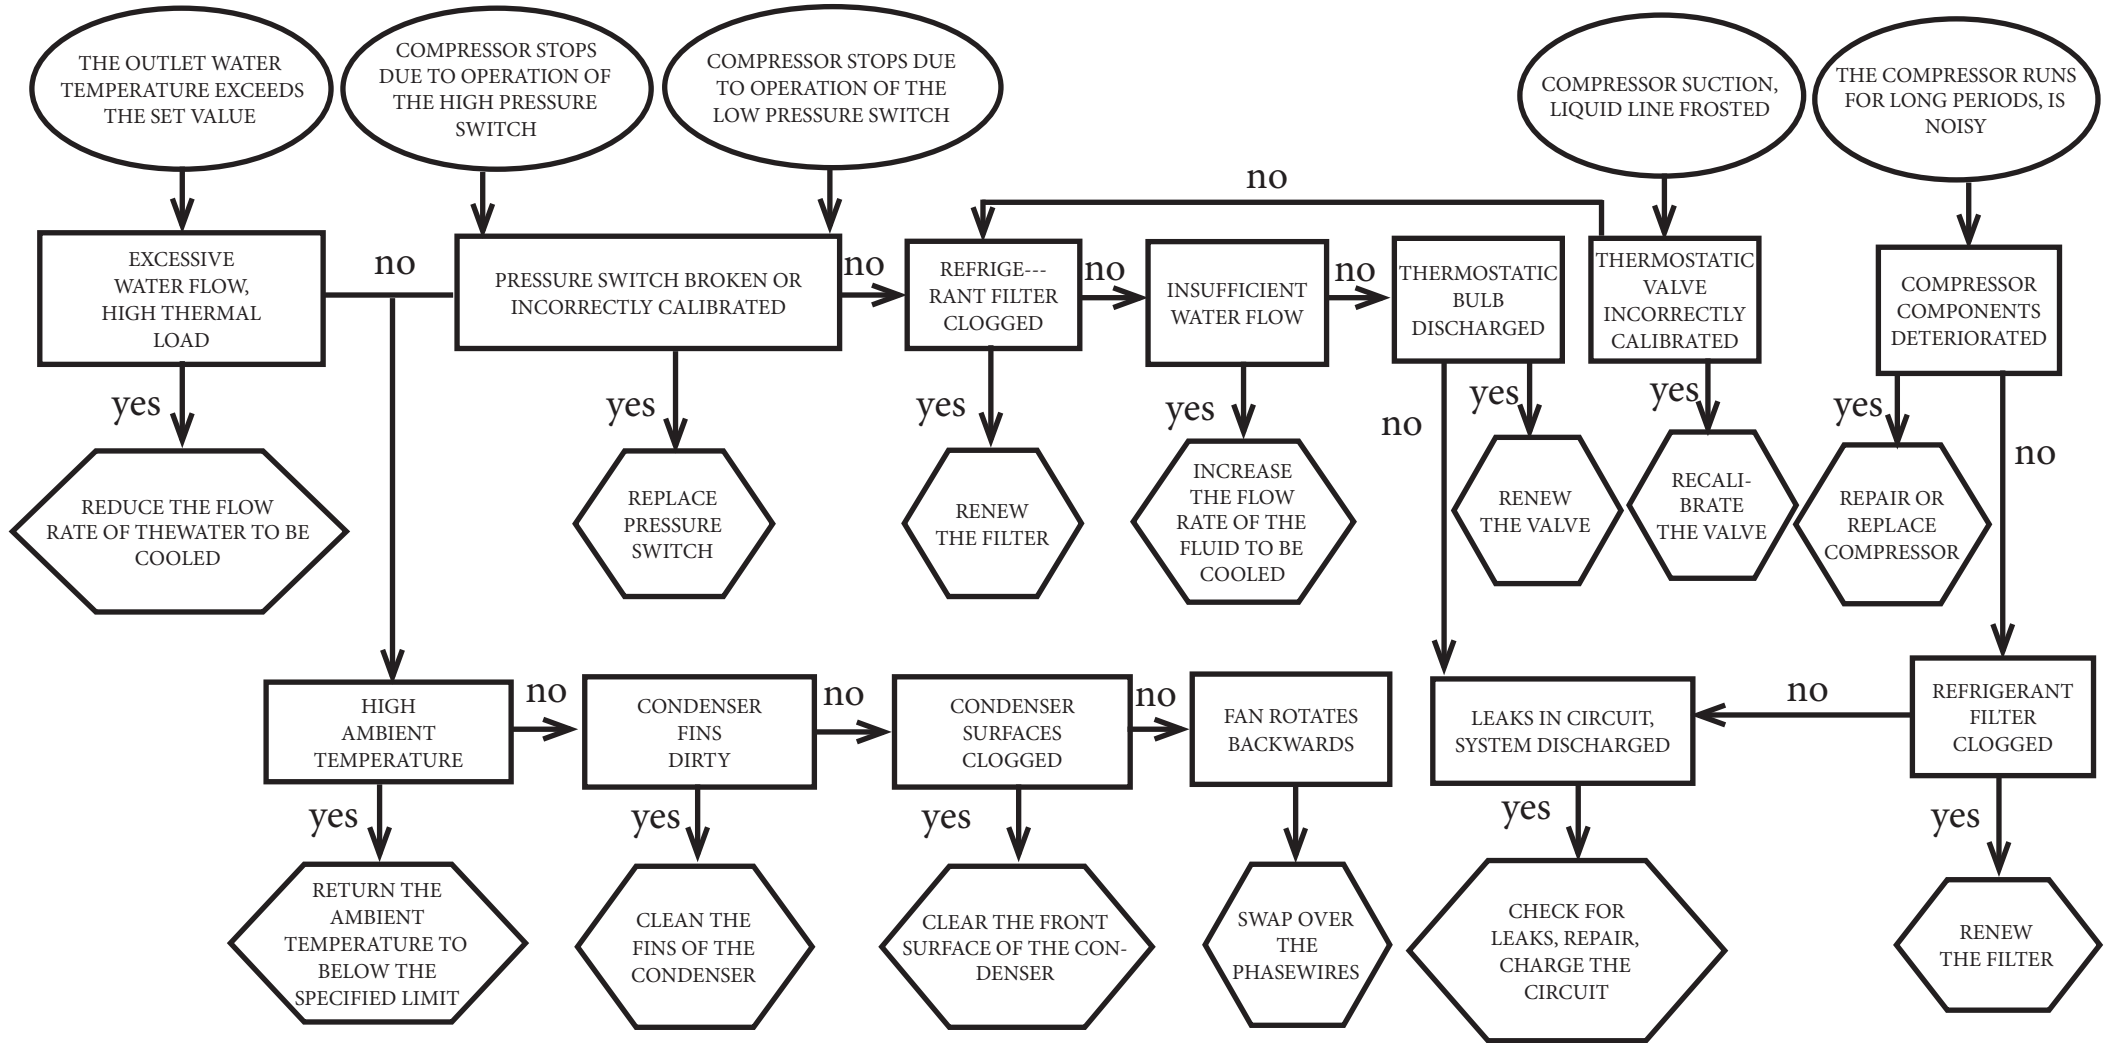 THE OUTLET WATER
TEMPERATURE EXCEEDS
THE SET VALUE
COMPRESSOR STOPS
DUE TO OPERATION OF
THE HIGH PRESSURE
SWITCH
COMPRESSOR STOPS DUE
TO OPERATION OF THE
LOW PRESSURE SWITCH
COMPRESSOR SUCTION,
LIQUID LINE FROSTED
THE COMPRESSOR RUNS
FOR LONG PERIODS, IS
NOISY
no
EXCESSIVE
WATER FLOW,
HIGH THERMAL
LOAD
no
PRESSURE SWITCH BROKEN OR
INCORRECTLY CALIBRATED
no
REFRIGE---
RANT FILTER
CLOGGED
no
INSUFFICIENT
WATER FLOW
no
THERMOSTATIC
BULB
DISCHARGED
THERMOSTATIC
VALVE
INCORRECTLY
CALIBRATED
COMPRESSOR
COMPONENTS
DETERIORATED
yes
yes
yes
yes
no
yes
yes
yes
no
REDUCE THE FLOW
RATE OF THEWATER TO BE
COOLED
REPLACE
PRESSURE
SWITCH
RENEW
THE FILTER
INCREASE
THE FLOW
RATE OF THE
FLUID TO BE
COOLED
RENEW
THE VALVE
RECALI-
BRATE
THE VALVE
REPAIR OR
REPLACE
COMPRESSOR
HIGH
AMBIENT
TEMPERATURE
no
CONDENSER
FINS
DIRTY
no
CONDENSER
SURFACES
CLOGGED
no
FAN ROTATES
BACKWARDS
LEAKS IN CIRCUIT,
SYSTEM DISCHARGED
no
REFRIGERANT
FILTER
CLOGGED
yes
yes
yes
yes
yes
RETURN THE
AMBIENT
TEMPERATURE TO
BELOW THE
SPECIFIED LIMIT
CLEAN THE
FINS OF THE
CONDENSER
CLEAR THE FRONT
SURFACE OF THE CON-
DENSER
SWAP OVER
THE
PHASEWIRES
CHECK FOR
LEAKS, REPAIR,
CHARGE THE
CIRCUIT
RENEW
THE FILTER